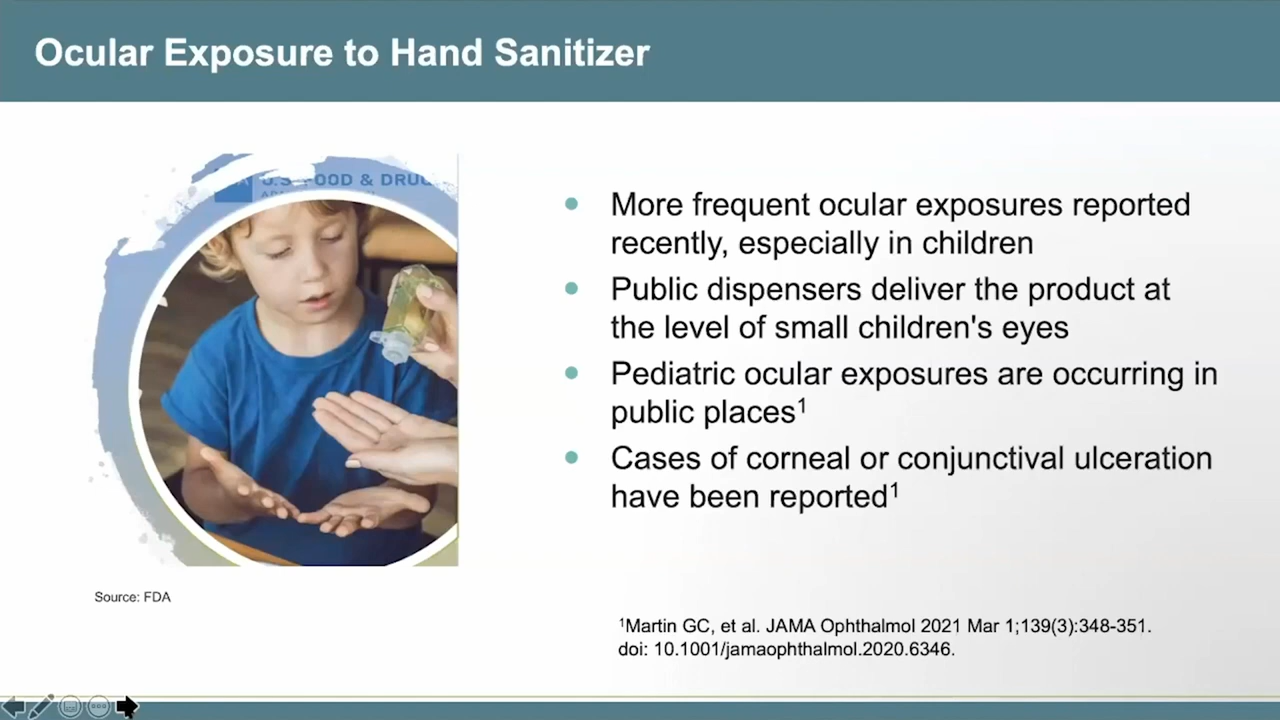 Ocular Exposure to Hand Sanitizer
U.S. FOOD & DRUG
More frequent ocular exposures reported
recently, especially in children
Public dispensers deliver the product at
the level of small children's eyes
Pediatric ocular exposures are occurring in
public places¹
Cases of corneal or conjunctival ulceration
have been reported¹
Source: FDA
¹Martin GC, et al. JAMA Ophthalmol 2021 Mar 1;139(3):348-351.
doi: 10.1001/jamaophthalmol.2020.6346.